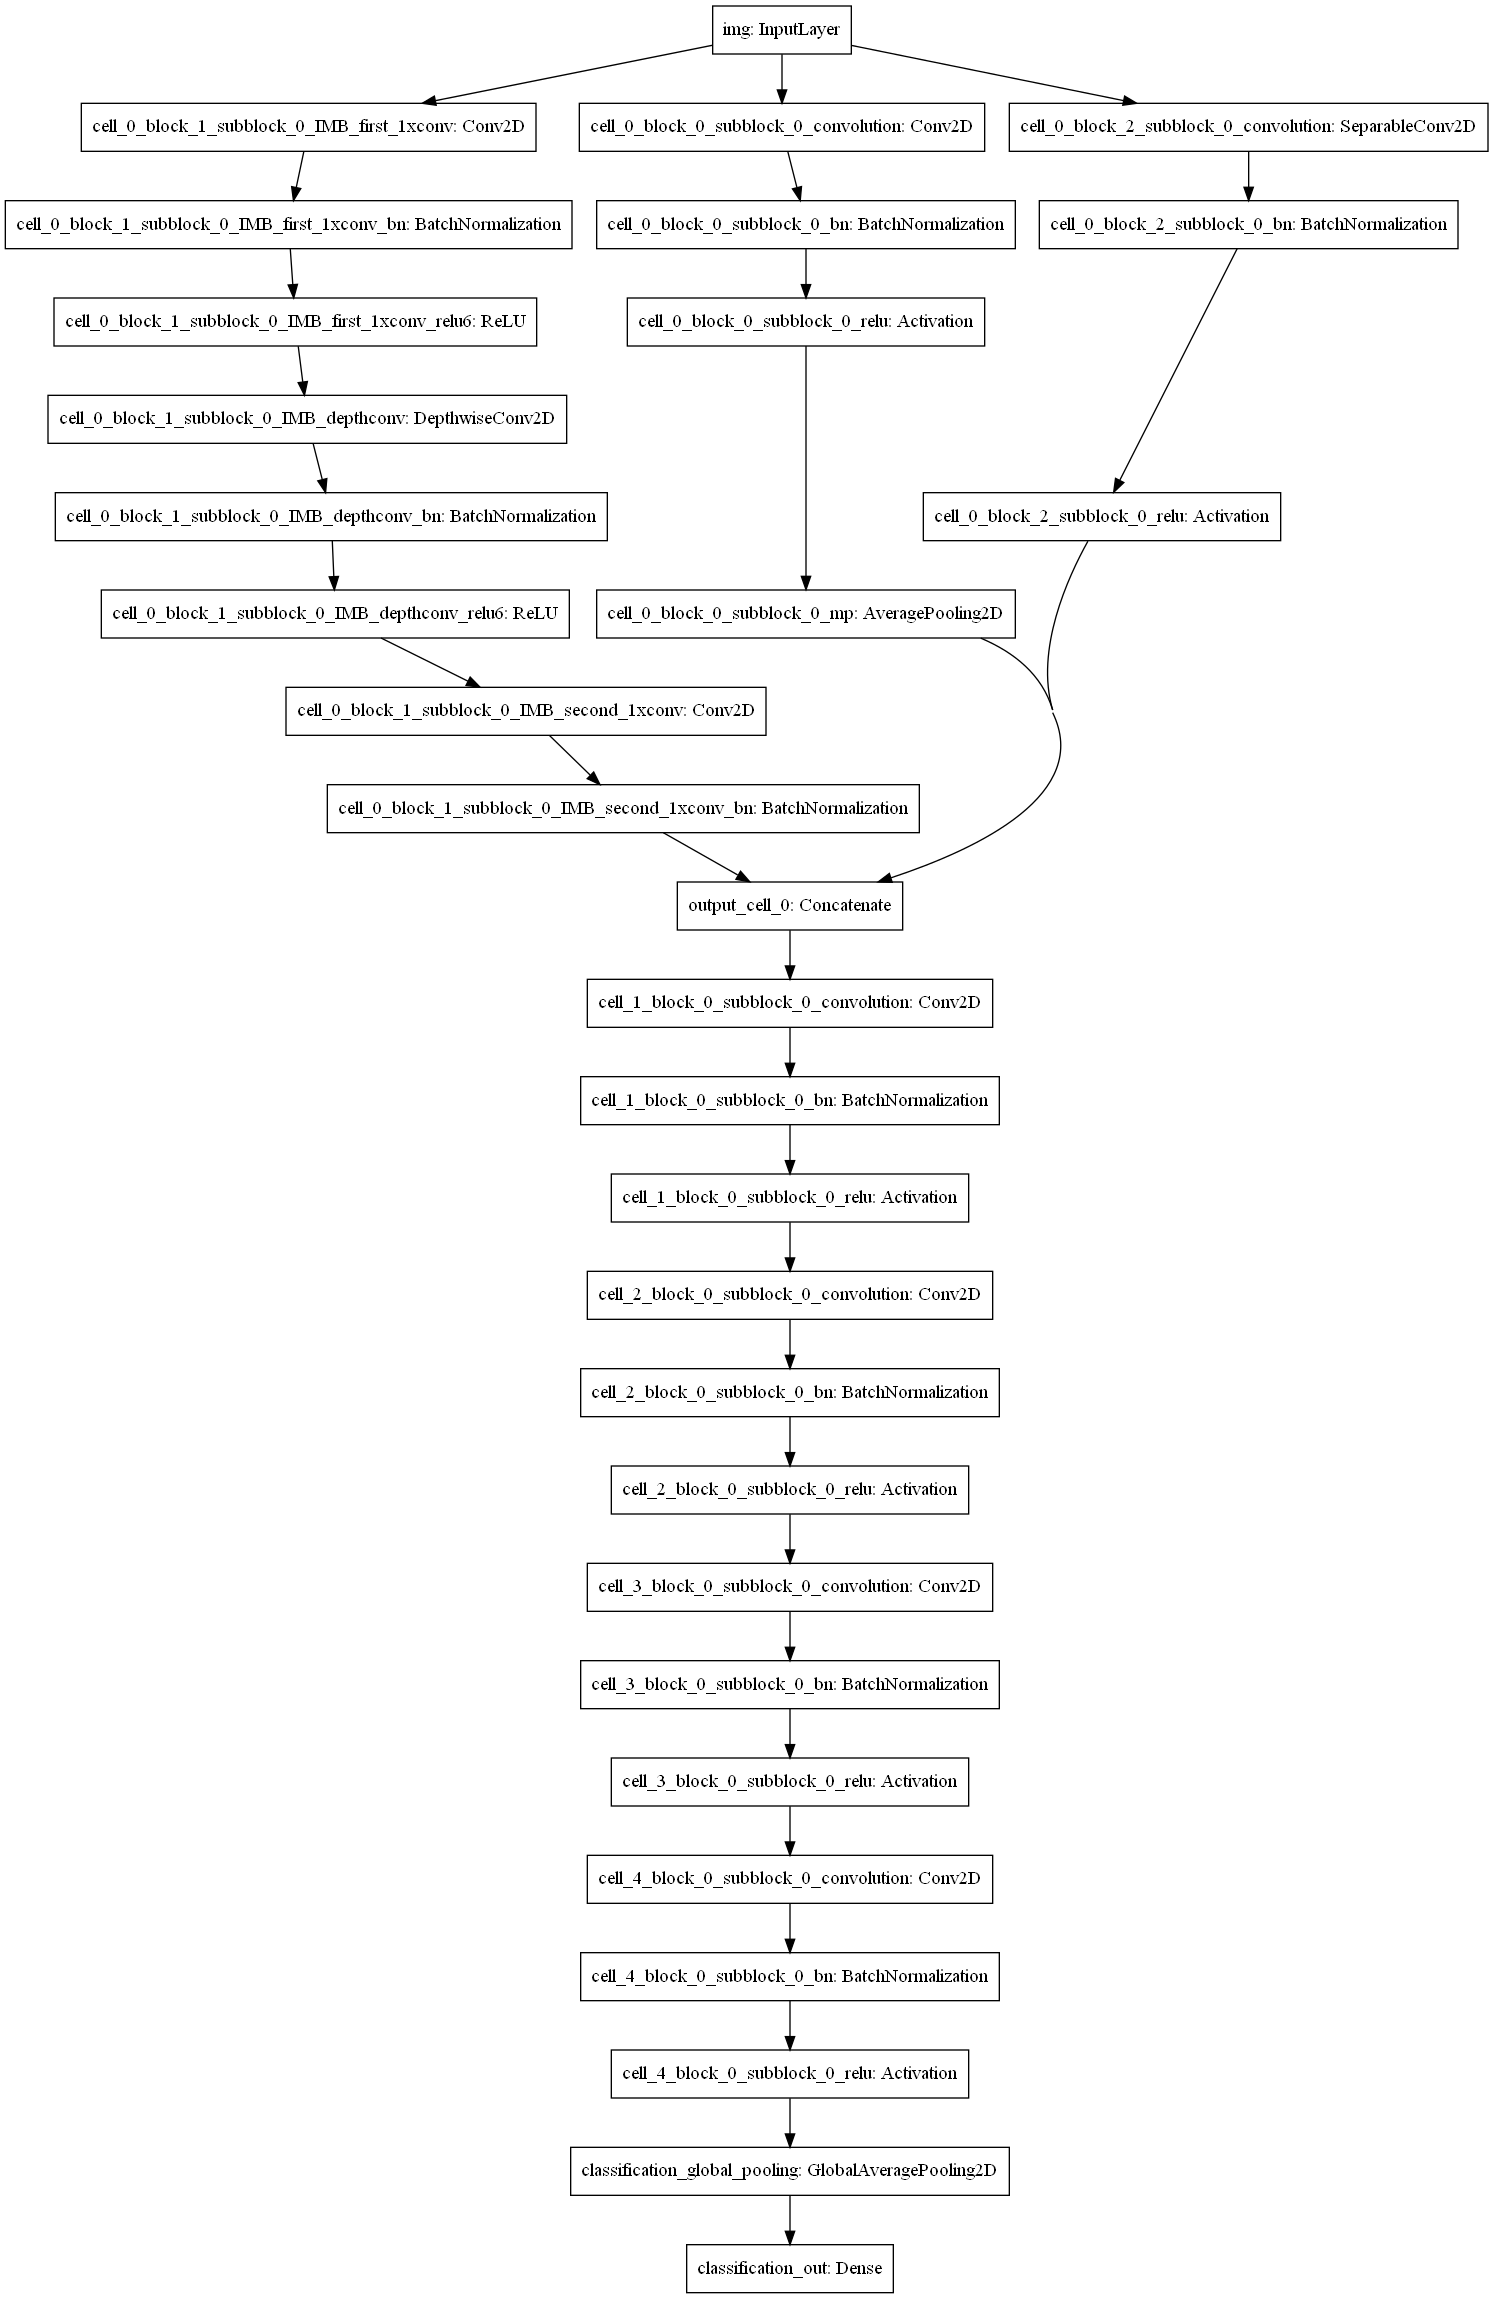 img: InputLayer
cell_0_block_1_subblock_0_IMB_first_1xconv: Conv2D
cell_0_block_0_subblock_0_convolution: Conv2D
cell_0_block_2_subblock_0_convolution: SeparableConv2D
cell_0_block_1_subblock_0_IMB_first_1xconv_bn: BatchNormalization
cell_0_block_0_subblock_0_bn: BatchNormalization
cell_0_block_2_subblock_0_bn: BatchNormalization
cell_0_block_1_subblock_0_IMB_first_1xconv_relu6: ReLU
cell_0_block_0_subblock_0_relu: Activation
cell_0_block_1_subblock_0_IMB_depthconv: DepthwiseConv2D
cell_0_block_1_subblock_0_IMB_depthconv_bn: BatchNormalization
cell_0_block_2_subblock_0_relu: Activation
cell_0_block_1_subblock_0_IMB_depthconv_relu6: ReLU
cell_0_block_0_subblock_0_mp: AveragePooling2D
cell_0_block_1_subblock_0_IMB_second_1xconv: Conv2D
cell_0_block_1_subblock_0_IMB_second_1xconv_bn: BatchNormalization
output_cell_0: Concatenate
cell_1_block_0_subblock_0_convolution: Conv2D
cell_1_block_0_subblock_0_bn: BatchNormalization
cell_1_block_0_subblock_0_relu: Activation
cell_2_block_0_subblock_0_convolution: Conv2D
cell_2_block_0_subblock_0_bn: BatchNormalization
cell_2_block_0_subblock_0_relu: Activation
cell_3_block_0_subblock_0_convolution: Conv2D
cell_3_block_0_subblock_0_bn: BatchNormalization
cell_3_block_0_subblock_0_relu: Activation
cell_4_block_0_subblock_0_convolution: Conv2D
cell_4_block_0_subblock_0_bn: BatchNormalization
cell_4_block_0_subblock_0_relu: Activation
classification_global_pooling: GlobalAveragePooling2D
classification_out: Dense